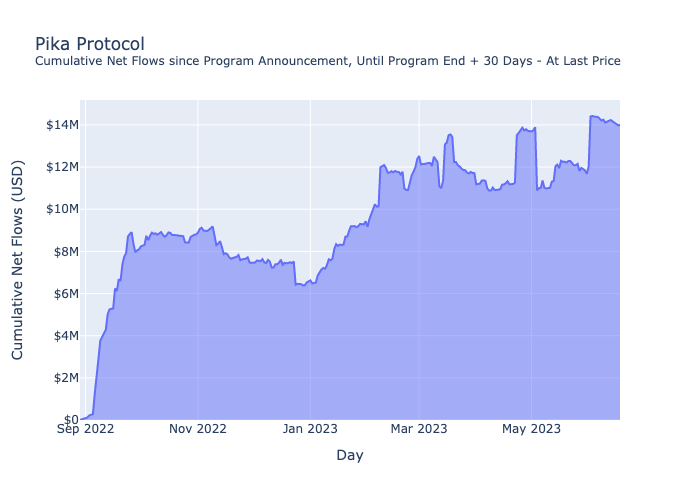 Pika Protocol
Cumulative Net Flows since Program Announcement, Until Program End + 30 Days - At Last Price
Cumulative Net Flows (USD)
$14M
$12M
$10M
$8M
$6M
$4M
$2M
$0
Sep 2022 Nov 2022 Jan 2023 Mar 2023 May 2023
Day